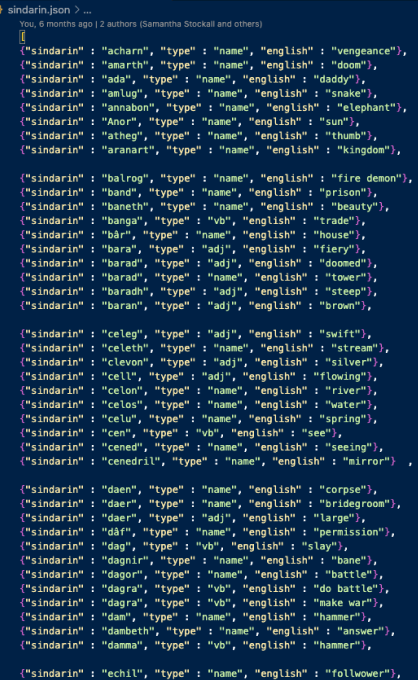 sindarin.json > ...
You, 6 months ago | 2 authors (Samantha Stockall and others)
[
{"sindarin" : "acharn", "type" : "name", "english" : "vengeance"},
{"sindarin" : "amarth", "type" : "name", "english" : "doom"},
{"sindarin" : "ada", "type" : "name", "english" : "daddy"},
{"sindarin" : "amlug", "type" : "name", "english" : "snake"},
{"sindarin" : "annabon", "type" : "name", "english" : "elephant"},
{"sindarin" : "Anor", "type" : "name", "english" : "sun"},
{"sindarin" : "atheg", "type" : "name", "english" : "thumb"},
{"sindarin" : "aranart", "type" : "name", "english" : "kingdom"},
{"sindarin" : "balrog", "type" : "name", "english" : "fire demon"},
{"sindarin" : "band", "type" : "name", "english" : "prison"},
{"sindarin" : "baneth", "type" : "name", "english" : "beauty"},
{"sindarin" : "banga", "type" : "vb", "english" : "trade"},
{"sindarin" : "bâr", "type" : "name", "english" : "house"},
{"sindarin" : "bara", "type" : "adj", "english" : "fiery"},
{"sindarin" : "barad", "type" : "adj", "english" : "doomed"},
{"sindarin" : "barad", "type" : "name", "english" : "tower"},
{"sindarin" : "baradh", "type" : "adj", "english" : "steep"},
{"sindarin" : "baran", "type" : "adj", "english" : "brown"},
{"sindarin" : "celeg", "type" : "adj", "english" : "swift"},
{"sindarin" : "celeth", "type" : "name", "english" : "stream"},
{"sindarin" : "clevon", "type" : "adj", "english" : "silver"},
{"sindarin" : "cell", "type" : "adj", "english" : "flowing"},
{"sindarin" : "celon", "type" : "name", "english" : "river"},
{"sindarin" : "celos", "type" : "name", "english" : "water"},
{"sindarin" : "celu", "type" : "name", "english" : "spring"},
{"sindarin" : "cen", "type" : "vb", "english" : "see"},
{"sindarin" : "cened", "type" : "name", "english" : "seeing"},
{"sindarin" : "cenedril", "type" : "name", "english" : "mirror"} ,
{"sindarin" : "daen", "type" : "name", "english" : "corpse"},
{"sindarin" : "daer", "type" : "name", "english" : "bridegroom"},
{"sindarin" : "daer", "type" : "adj", "english" : "large"},
{"sindarin" : "dâf", "type" : "name", "english" : "permission"},
{"sindarin" : "dag", "type" : "vb", "english" : "slay"},
{"sindarin" : "dagnir", "type" : "name", "english" : "bane"},
{"sindarin" : "dagor", "type" : "name", "english" : "battle"},
{"sindarin" : "dagra", "type" : "vb", "english" : "do battle"},
{"sindarin" : "dagra", "type" : "vb", "english" : "make war"},
{"sindarin" : "dam", "type" : "name", "english" : "hammer"},
{"sindarin" : "dambeth", "type" : "name", "english" : "answer"},
{"sindarin" : "damma", "type" : "vb", "english" : "hammer"},
{"sindarin" : "echil", "type" : "name", "english" : "follwower"},